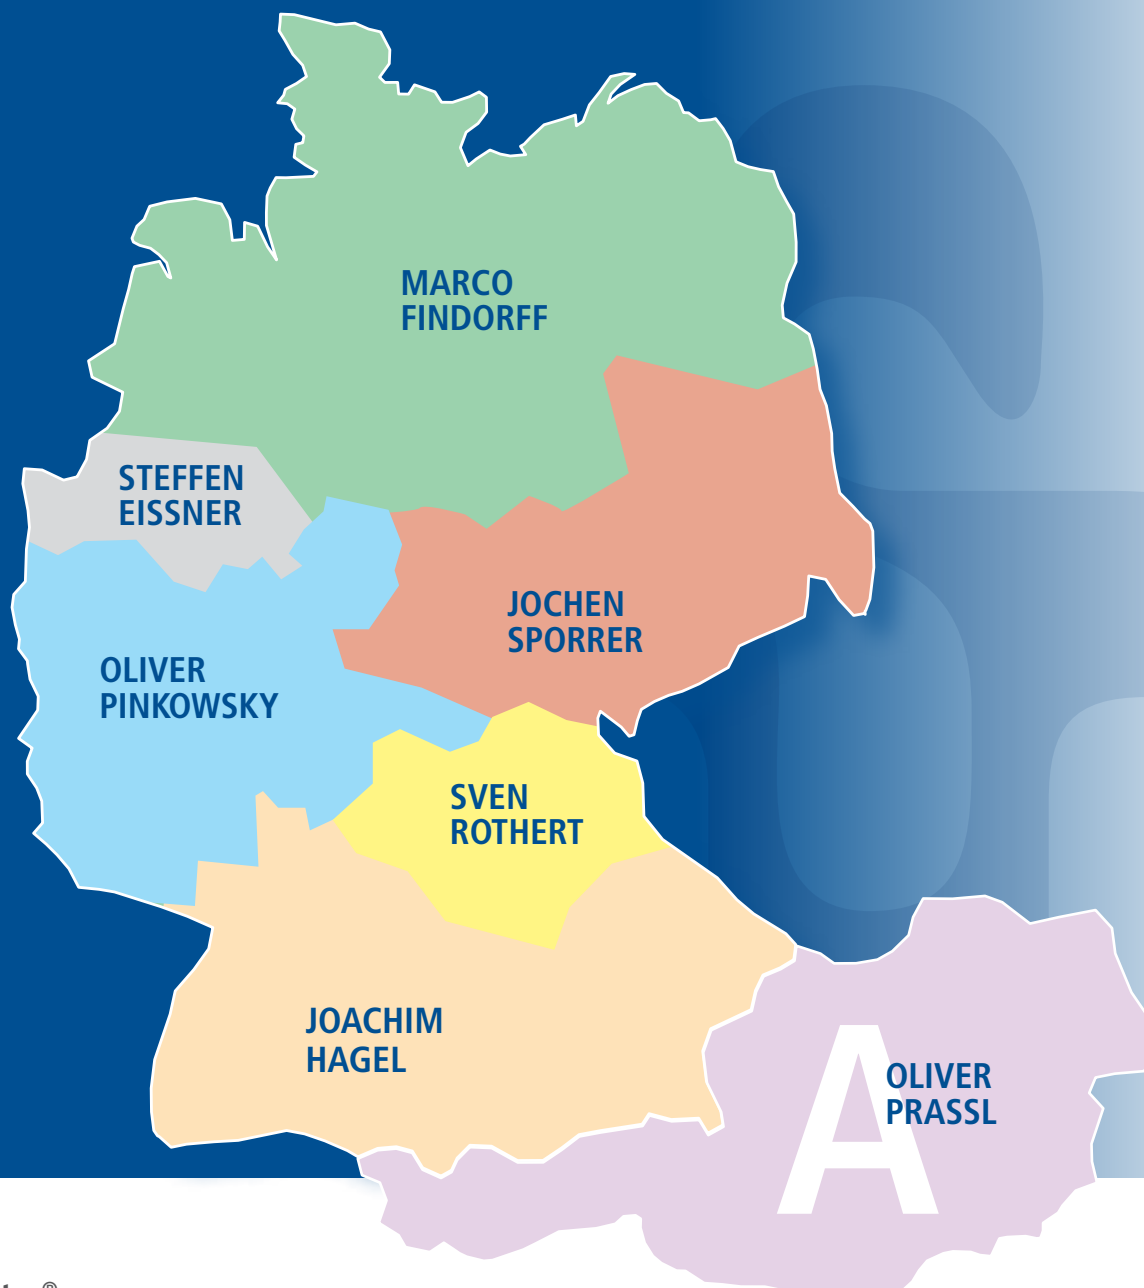 MARCO
FINDORFF
STEFFEN
EISSNER
JOCHEN
SPORRER
OLIVER
PINKOWSKY
SVEN
ROTHERT
JOACHIM
HAGEL
A
OLIVER
PRASSL
®